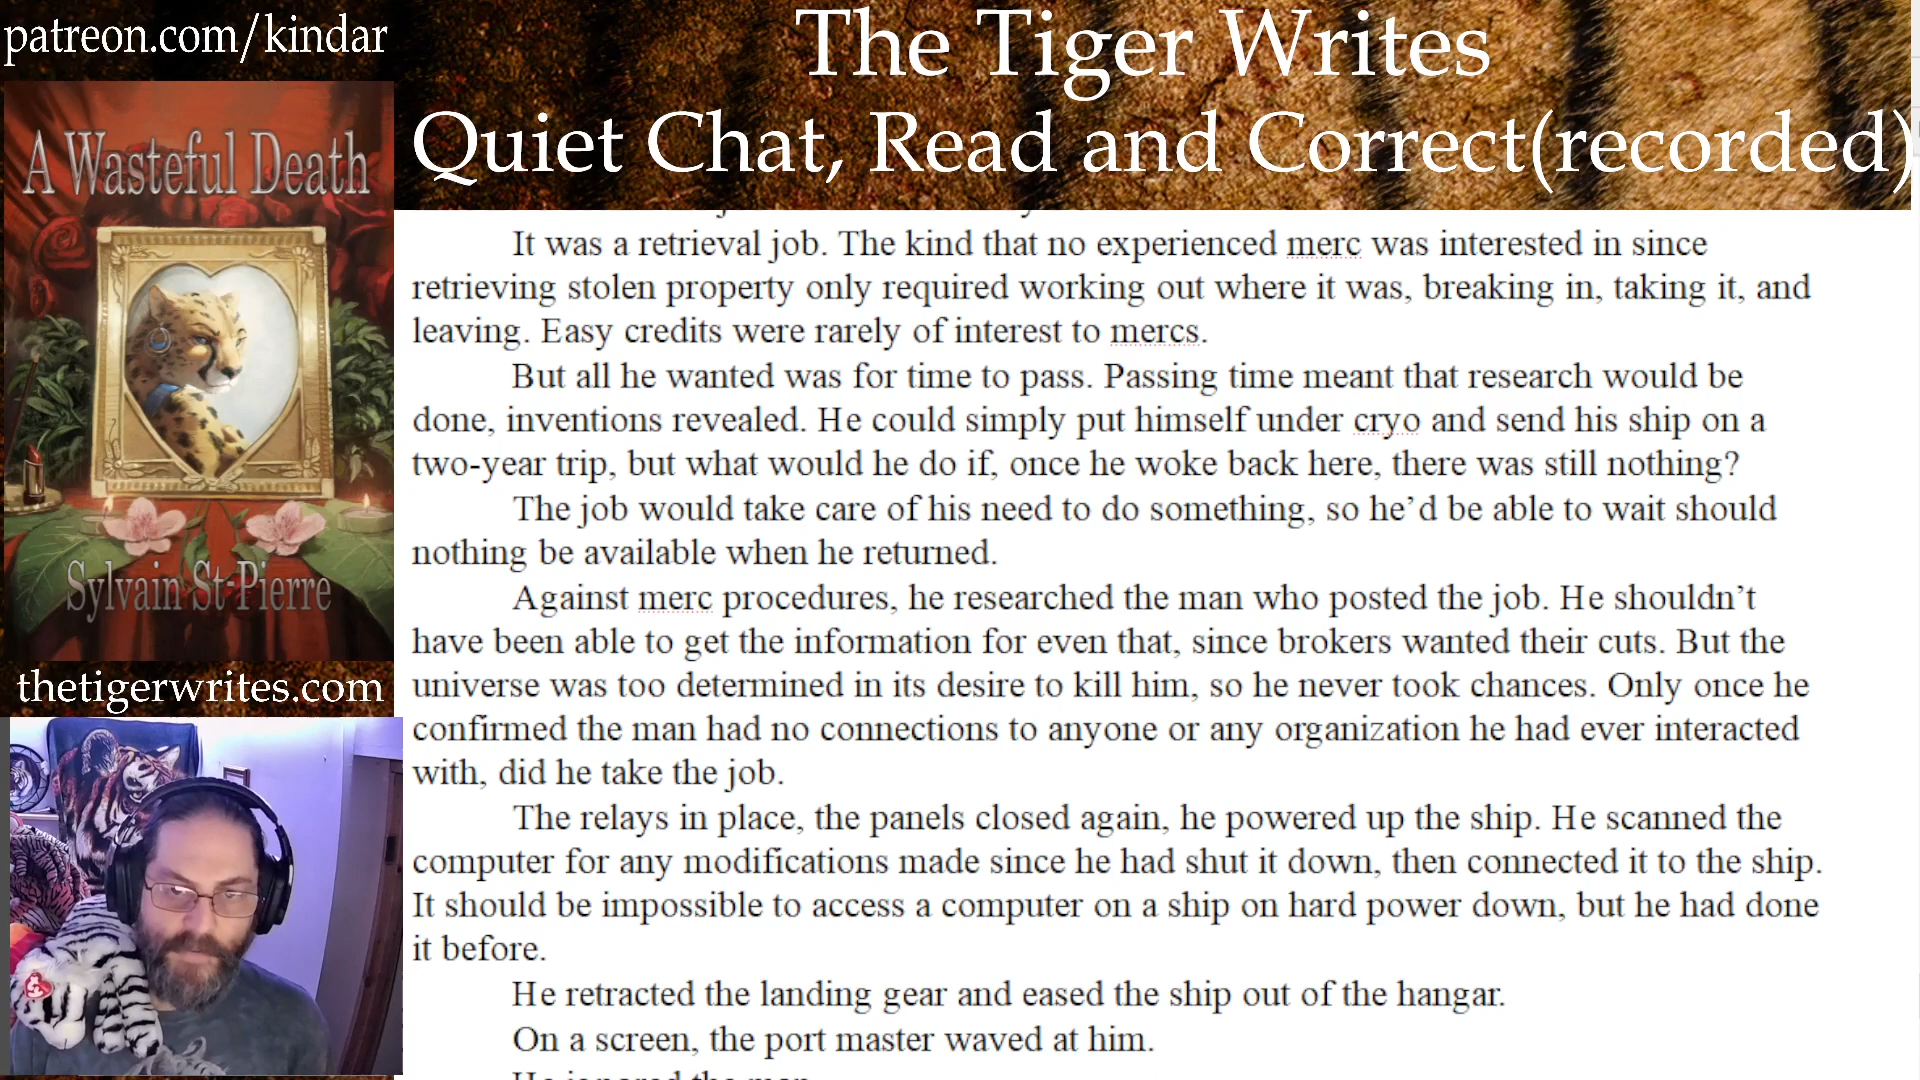 patreon.com/kindar
The Tiger Writes
Quiet Chat, Read and Correct(recorded)
A Wasteful Death
Sylvain St-Pierre
thetigerwrites.com
It was a retrieval job. The kind that no experienced merc was interested in since
retrieving stolen property only required working out where it was, breaking in, taking it, and
leaving. Easy credits were rarely of interest to mercs.
But all he wanted was for time to pass. Passing time meant that research would be
done, inventions revealed. He could simply put himself under cryo and send his ship on a
two-year trip, but what would he do if, once he woke back here, there was still nothing?
The job would take care of his need to do something, so he’d be able to wait should
nothing be available when he returned.
Against merc procedures, he researched the man who posted the job. He shouldn’t
have been able to get the information for even that, since brokers wanted their cuts. But the
universe was too determined in its desire to kill him, so he never took chances. Only once he
confirmed the man had no connections to anyone or any organization he had ever interacted
with, did he take the job.
The relays in place, the panels closed again, he powered up the ship. He scanned the
computer for any modifications made since he had shut it down, then connected it to the ship.
It should be impossible to access a computer on a ship on hard power down, but he had done
it before.
He retracted the landing gear and eased the ship out of the hangar.
On a screen, the port master waved at him.
He ignored the man.